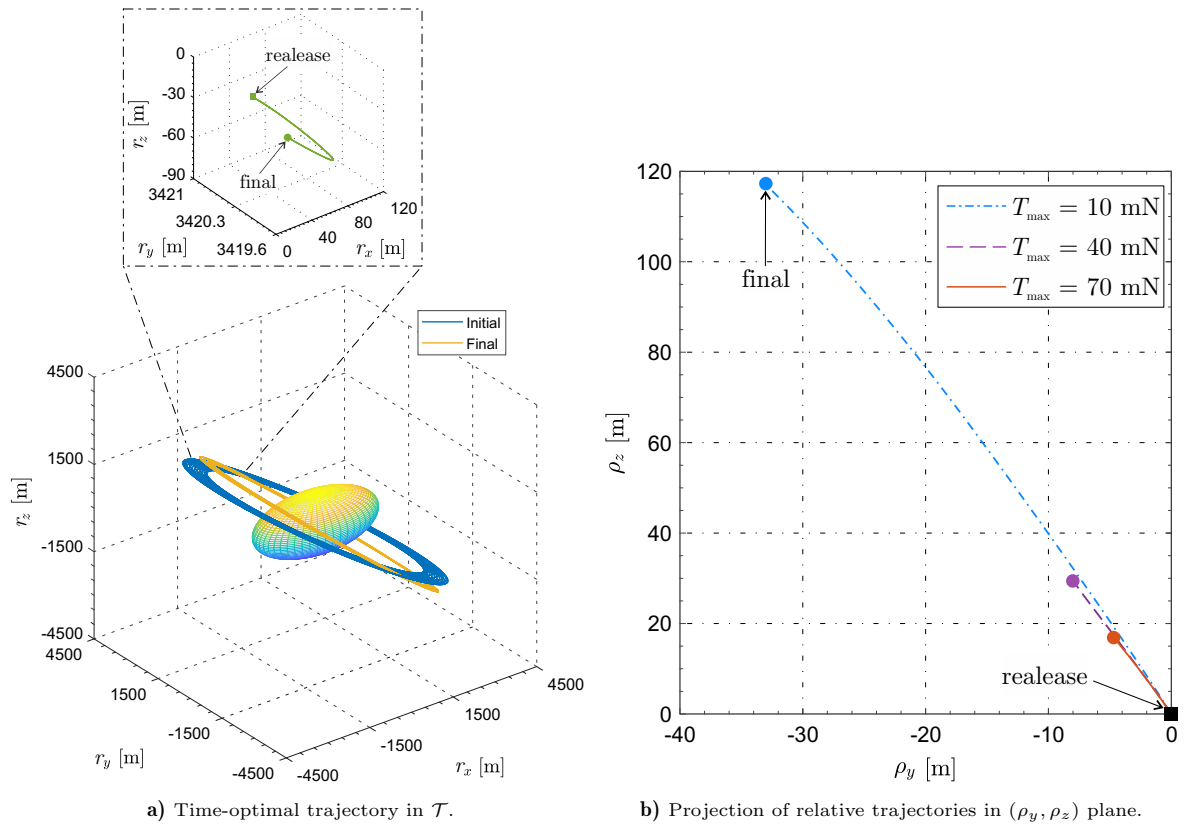 0
-30
-60
-90
r_z [m]
realease
final
3421
3420.3
3419.6
r_y [m]
0
40
80
120
r_x [m]
Initial
Final
4500
1500
-1500
-4500
r_z [m]
4500
1500
-1500
-4500
r_y [m]
-4500
-1500
1500
4500
r_x [m]
a) Time-optimal trajectory in 𝒯.
120
100
80
60
40
20
0
ρ_z [m]
-40
-30
-20
-10
0
ρ_y [m]
T_max = 10 mN
T_max = 40 mN
T_max = 70 mN
final
realease
b) Projection of relative trajectories in (ρ_y, ρ_z) plane.